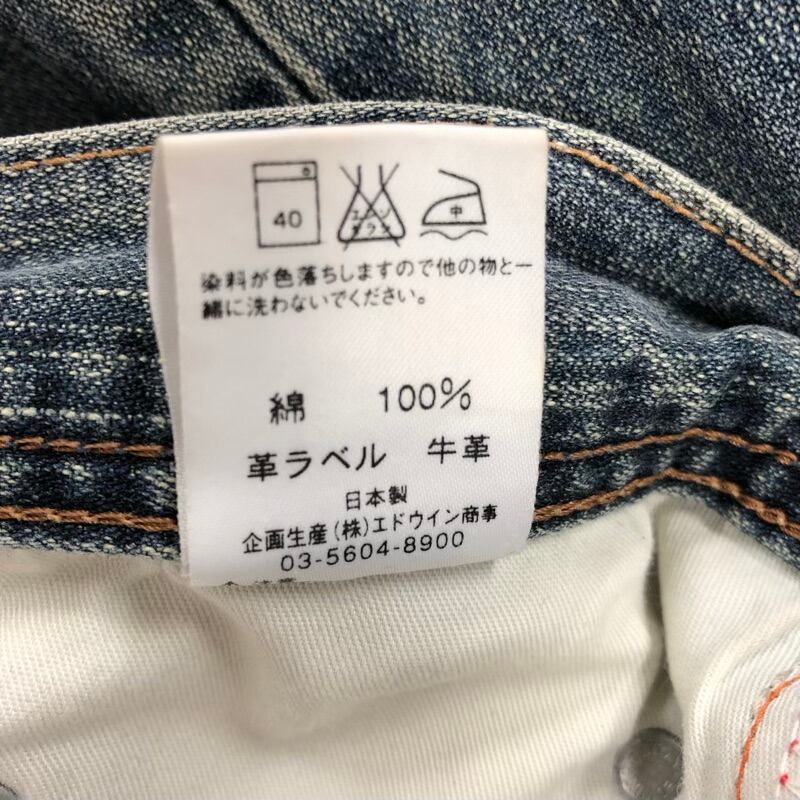 40
エンソ
サラシ
中
染料が色落ちしますので他の物と一
緒に洗わないでください。
綿 100%
革ラベル 牛革
日本製
企画生産(株)エドウイン商事
03-5604-8900